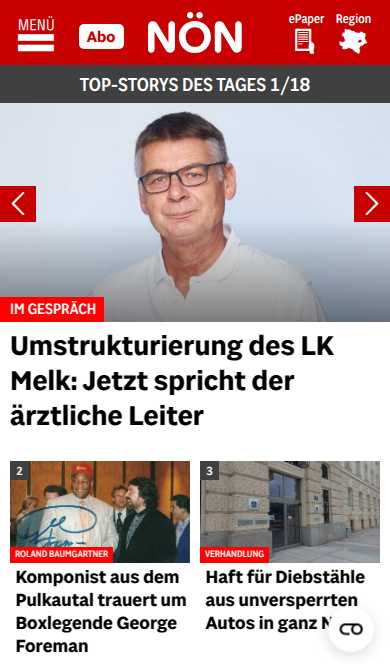 MENÜ
Abo
NÖN
ePaper
Region
TOP-STORYS DES TAGES 1/18
IM GESPRÄCH
Umstrukturierung des LK
Melk: Jetzt spricht der
ärztliche Leiter
2
ROLAND BAUMGARTNER
Komponist aus dem
Pulkautal trauert um
Boxlegende George
Foreman
3
VERHANDLUNG
Haft für Diebstähle
aus unversperrten
Autos in ganz